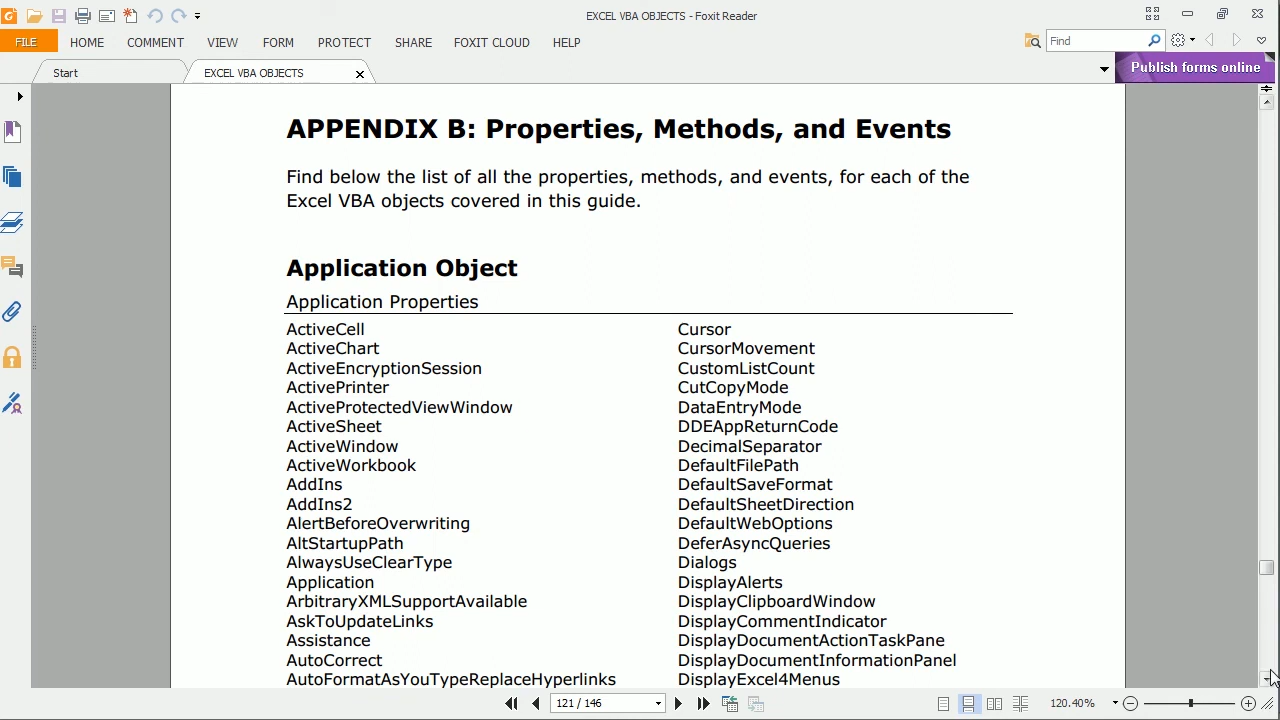 EXCEL VBA OBJECTS - Foxit Reader
FILE HOME COMMENT VIEW FORM PROTECT SHARE FOXIT CLOUD HELP Find
Start EXCEL VBA OBJECTS Publish forms online
APPENDIX B: Properties, Methods, and Events
Find below the list of all the properties, methods, and events, for each of the
Excel VBA objects covered in this guide.
Application Object
Application Properties
ActiveCell
ActiveChart
ActiveEncryptionSession
ActivePrinter
ActiveProtectedViewWindow
ActiveSheet
ActiveWindow
ActiveWorkbook
AddIns
AddIns2
AlertBeforeOverwriting
AltStartupPath
AlwaysUseClearType
Application
ArbitraryXMLSupportAvailable
AskToUpdateLinks
Assistance
AutoCorrect
AutoFormatAsYouTypeReplaceHyperlinks
Cursor
CursorMovement
CustomListCount
CutCopyMode
DataEntryMode
DDEAppReturnCode
DecimalSeparator
DefaultFilePath
DefaultSaveFormat
DefaultSheetDirection
DefaultWebOptions
DeferAsyncQueries
Dialogs
DisplayAlerts
DisplayClipboardWindow
DisplayCommentIndicator
DisplayDocumentActionTaskPane
DisplayDocumentInformationPanel
DisplayExcel4Menus
121 / 146 120.40%